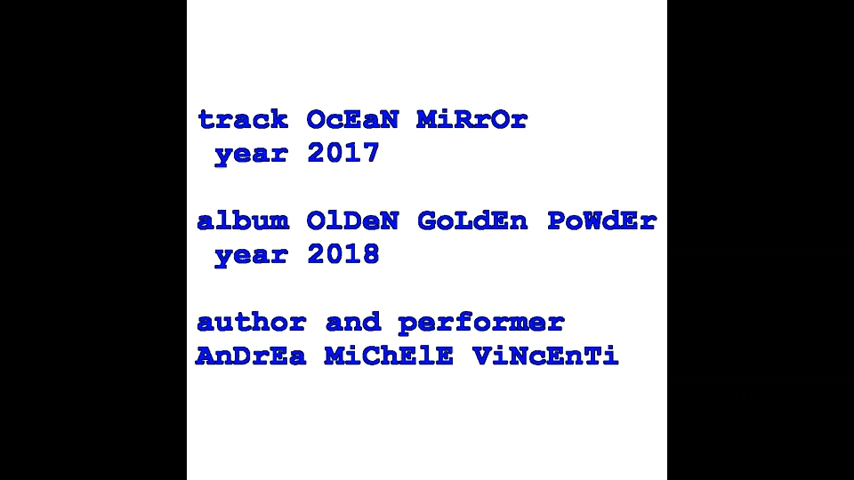 track OcEaN MiRrOr
year 2017
album OlDeN GoLdEn PoWdEr
year 2018
author and performer
AnDrEa MiChElE ViNcEnTi